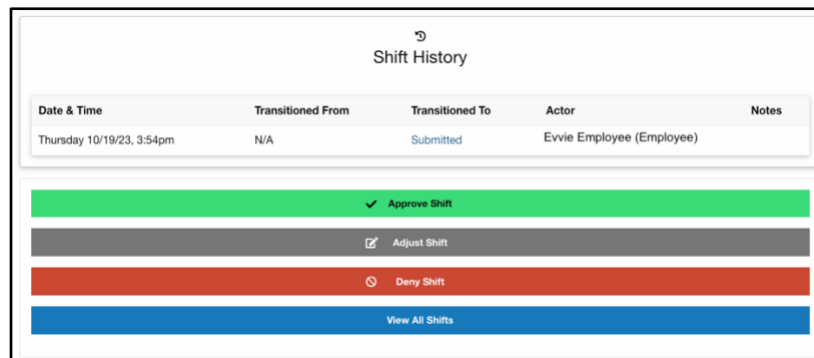 Shift History
Date & Time Transitioned From Transitioned To Actor Notes
Thursday 10/19/23, 3:54pm N/A Submitted Evvie Employee (Employee)
Approve Shift
Adjust Shift
Deny Shift
View All Shifts